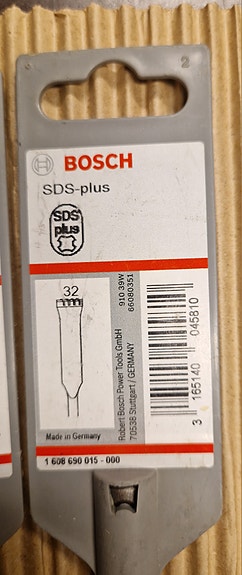 2
BOSCH
SDS-plus
SDS
plus
32
910 39W
66080351
Robert Bosch Power Tools GmbH
70538 Stuttgart / GERMANY
3 165140 045810
Made in Germany
1 608 690 015 - 000